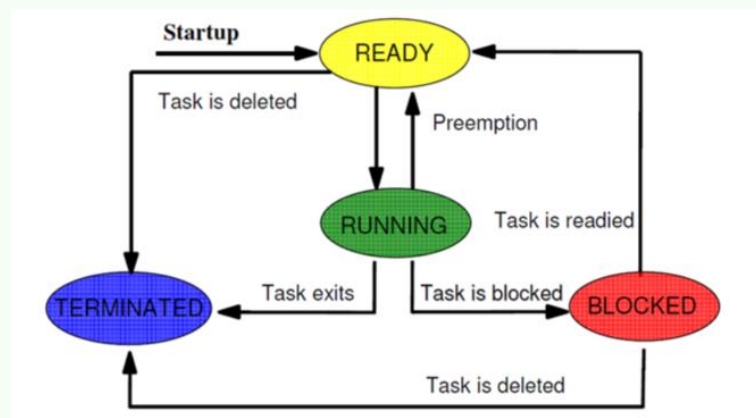 Startup
READY
Task is deleted
Preemption
RUNNING
Task is readied
TERMINATED
Task exits
Task is blocked
BLOCKED
Task is deleted